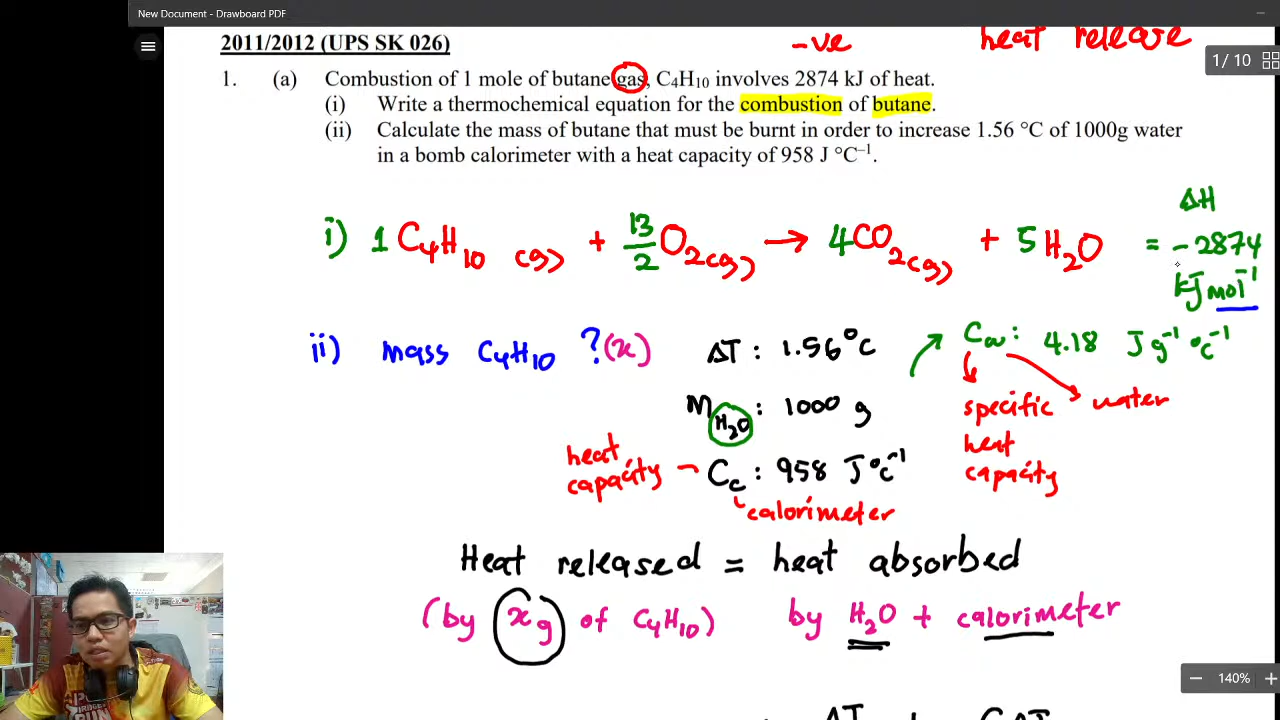 New Document - Drawboard PDF
2011/2012 (UPS SK 026)
-ve heat release
1 / 10
1. (a) Combustion of 1 mole of butane gas, C4H10 involves 2874 kJ of heat.
(i) Write a thermochemical equation for the combustion of butane.
(ii) Calculate the mass of butane that must be burnt in order to increase 1.56 °C of 1000g water
in a bomb calorimeter with a heat capacity of 958 J °C⁻¹.
ΔH
i) 1 C4H10 (g) + 13/2 O2(g) → 4CO2(g) + 5H2O = -2874
kJ mol⁻¹
ii) mass C4H10 ? (x) ΔT : 1.56°C Cw : 4.18 J g⁻¹ °C⁻¹
MH2O : 1000 g specific water
heat heat
capacity Cc : 958 J °C⁻¹ capacity
calorimeter
Heat released = heat absorbed
(by xg of C4H10) by H2O + calorimeter
ΔT CΔT
140%